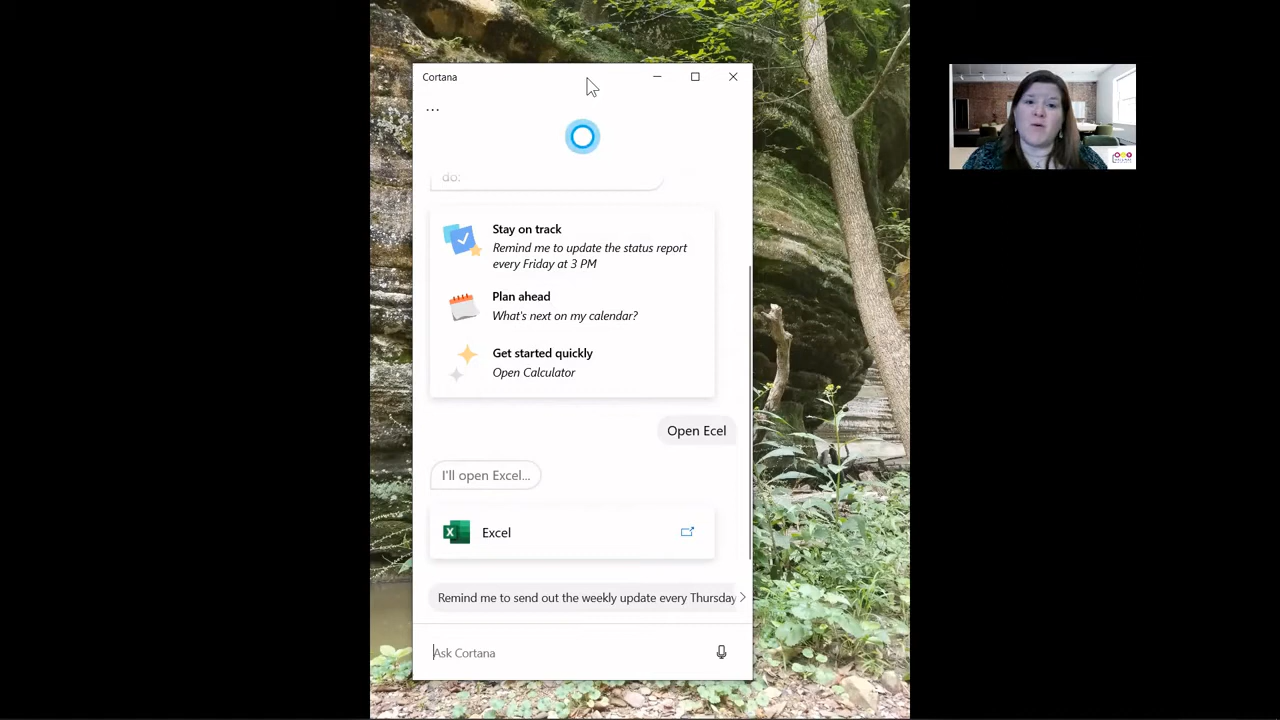 Cortana
...
do:
Stay on track
Remind me to update the status report
every Friday at 3 PM
Plan ahead
What's next on my calendar?
Get started quickly
Open Calculator
Open Ecel
I'll open Excel...
Excel
Remind me to send out the weekly update every Thursday
Ask Cortana